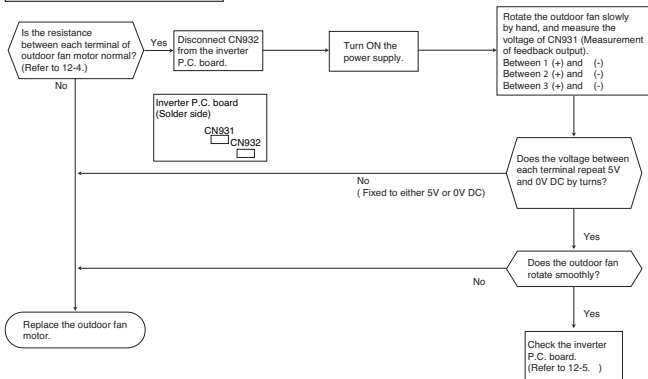 Is the resistance
between each terminal of
outdoor fan motor normal?
(Refer to 12-4.)
Yes
No
Disconnect CN932
from the inverter
P.C. board.
Turn ON the
power supply.
Rotate the outdoor fan slowly
by hand, and measure the
voltage of CN931 (Measurement
of feedback output).
Between 1 (+) and (-)
Between 2 (+) and (-)
Between 3 (+) and (-)
Inverter P.C. board
(Solder side)
CN931
CN932
Does the voltage between
each terminal repeat 5V
and 0V DC by turns?
No
( Fixed to either 5V or 0V DC)
Yes
Does the outdoor fan
rotate smoothly?
No
Yes
Replace the outdoor fan
motor.
Check the inverter
P.C. board.
(Refer to 12-5. )